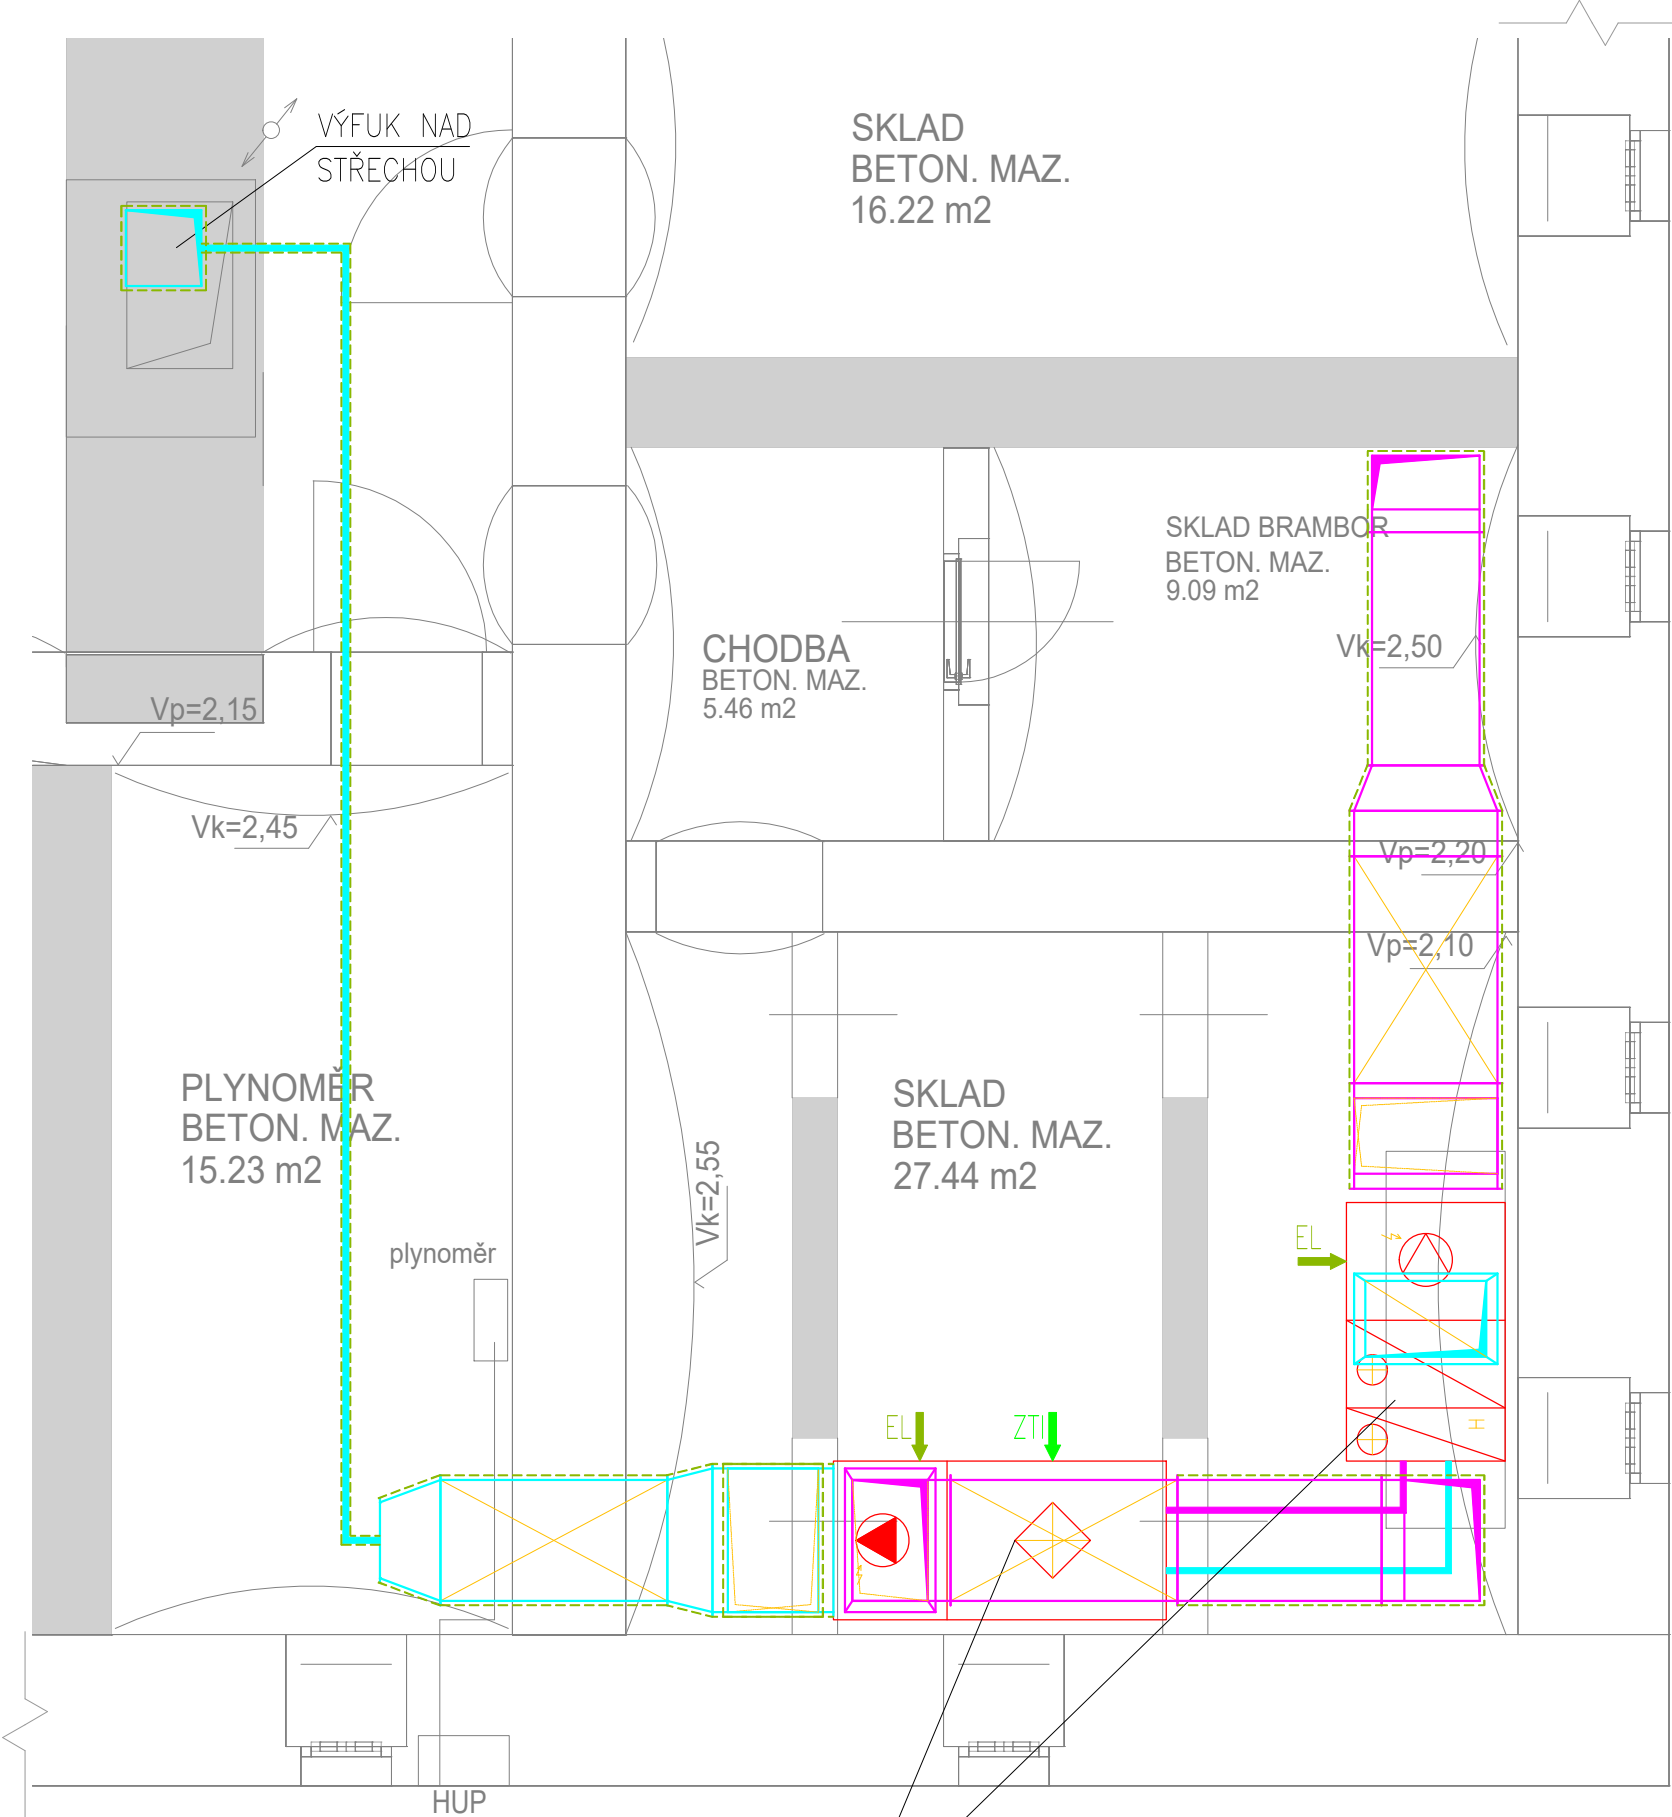 VÝFUK NAD
STŘECHOU
SKLAD
BETON. MAZ.
16.22 m2
SKLAD BRAMBOR
BETON. MAZ.
9.09 m2
CHODBA
BETON. MAZ.
5.46 m2
Vk=2,50
Vp=2,15
Vk=2,45
Vp=2,20
Vp=2,10
PLYNOMĚR
BETON. MAZ.
15.23 m2
SKLAD
BETON. MAZ.
27.44 m2
Vk=2,55
plynoměr
EL
EL
ZTI
H
HUP